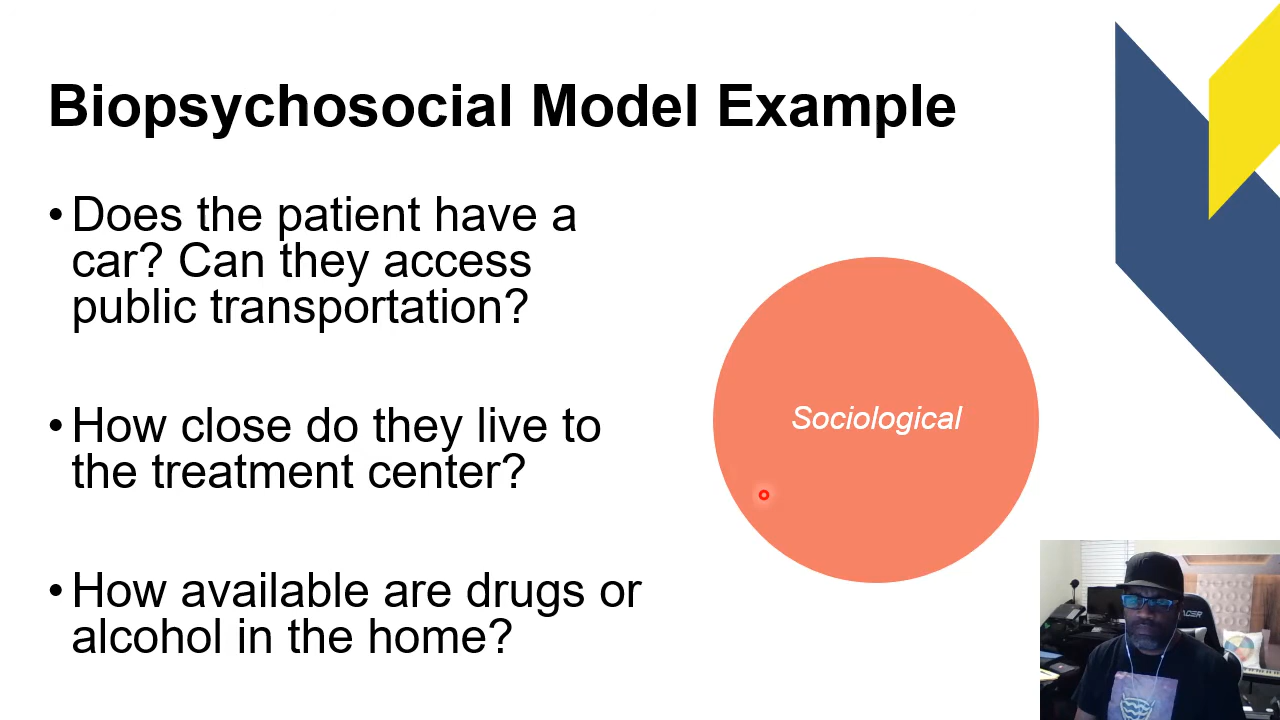 Biopsychosocial Model Example
• Does the patient have a
car? Can they access
public transportation?
• How close do they live to
the treatment center?
• How available are drugs or
alcohol in the home?
Sociological